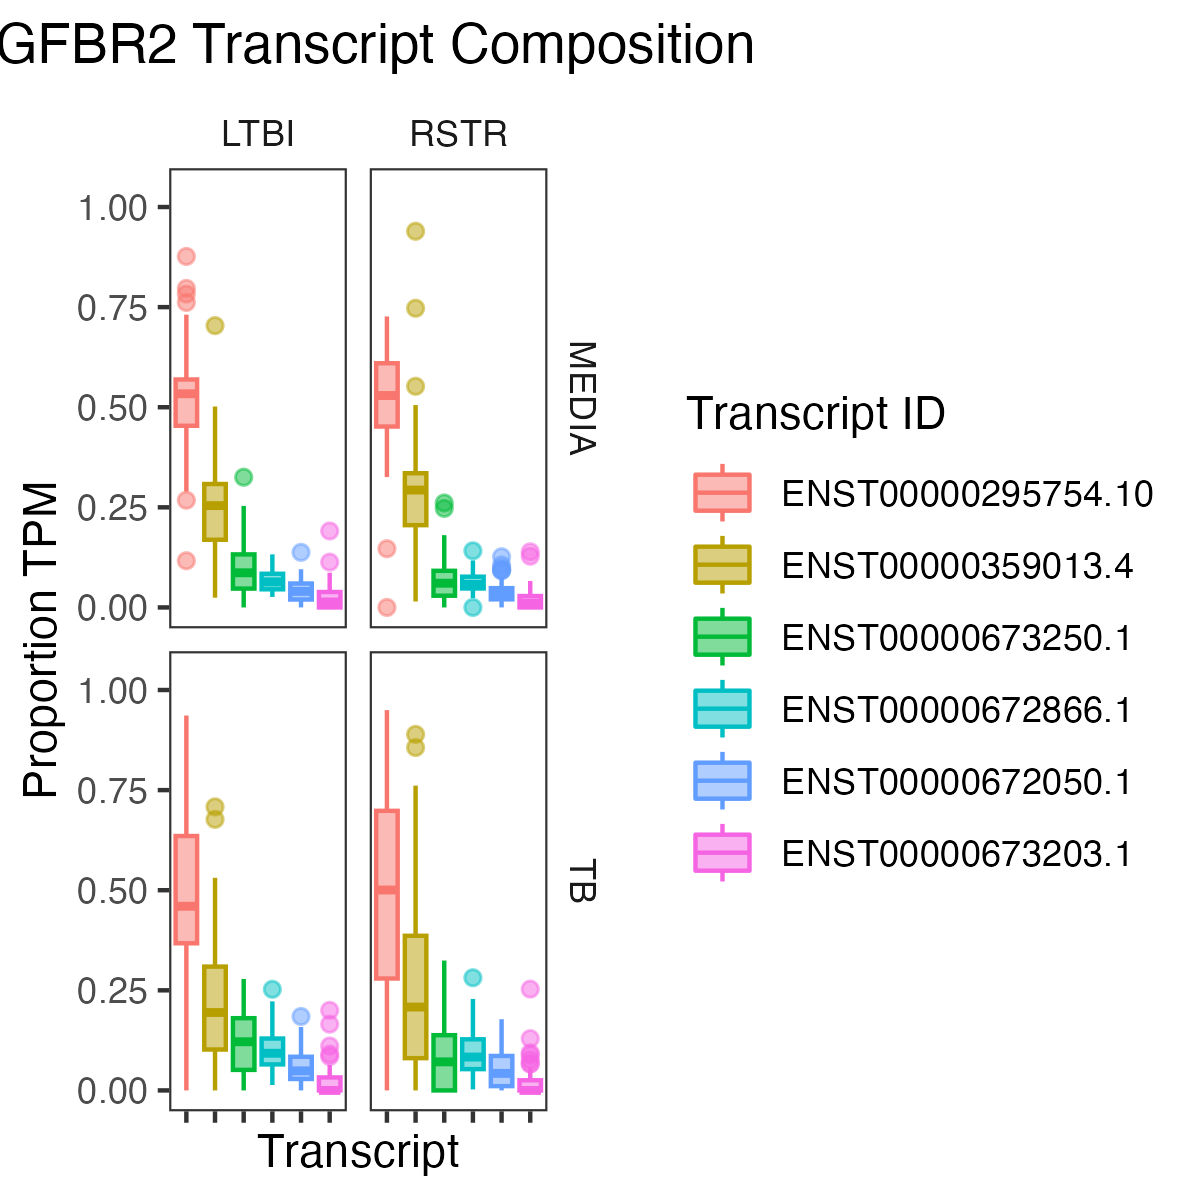 GFBR2 Transcript Composition
LTBI
RSTR
1.00
0.75
0.50
0.25
0.00
MEDIA
1.00
0.75
0.50
0.25
0.00
TB
Proportion TPM
Transcript
Transcript ID
ENST00000295754.10
ENST00000359013.4
ENST00000673250.1
ENST00000672866.1
ENST00000672050.1
ENST00000673203.1